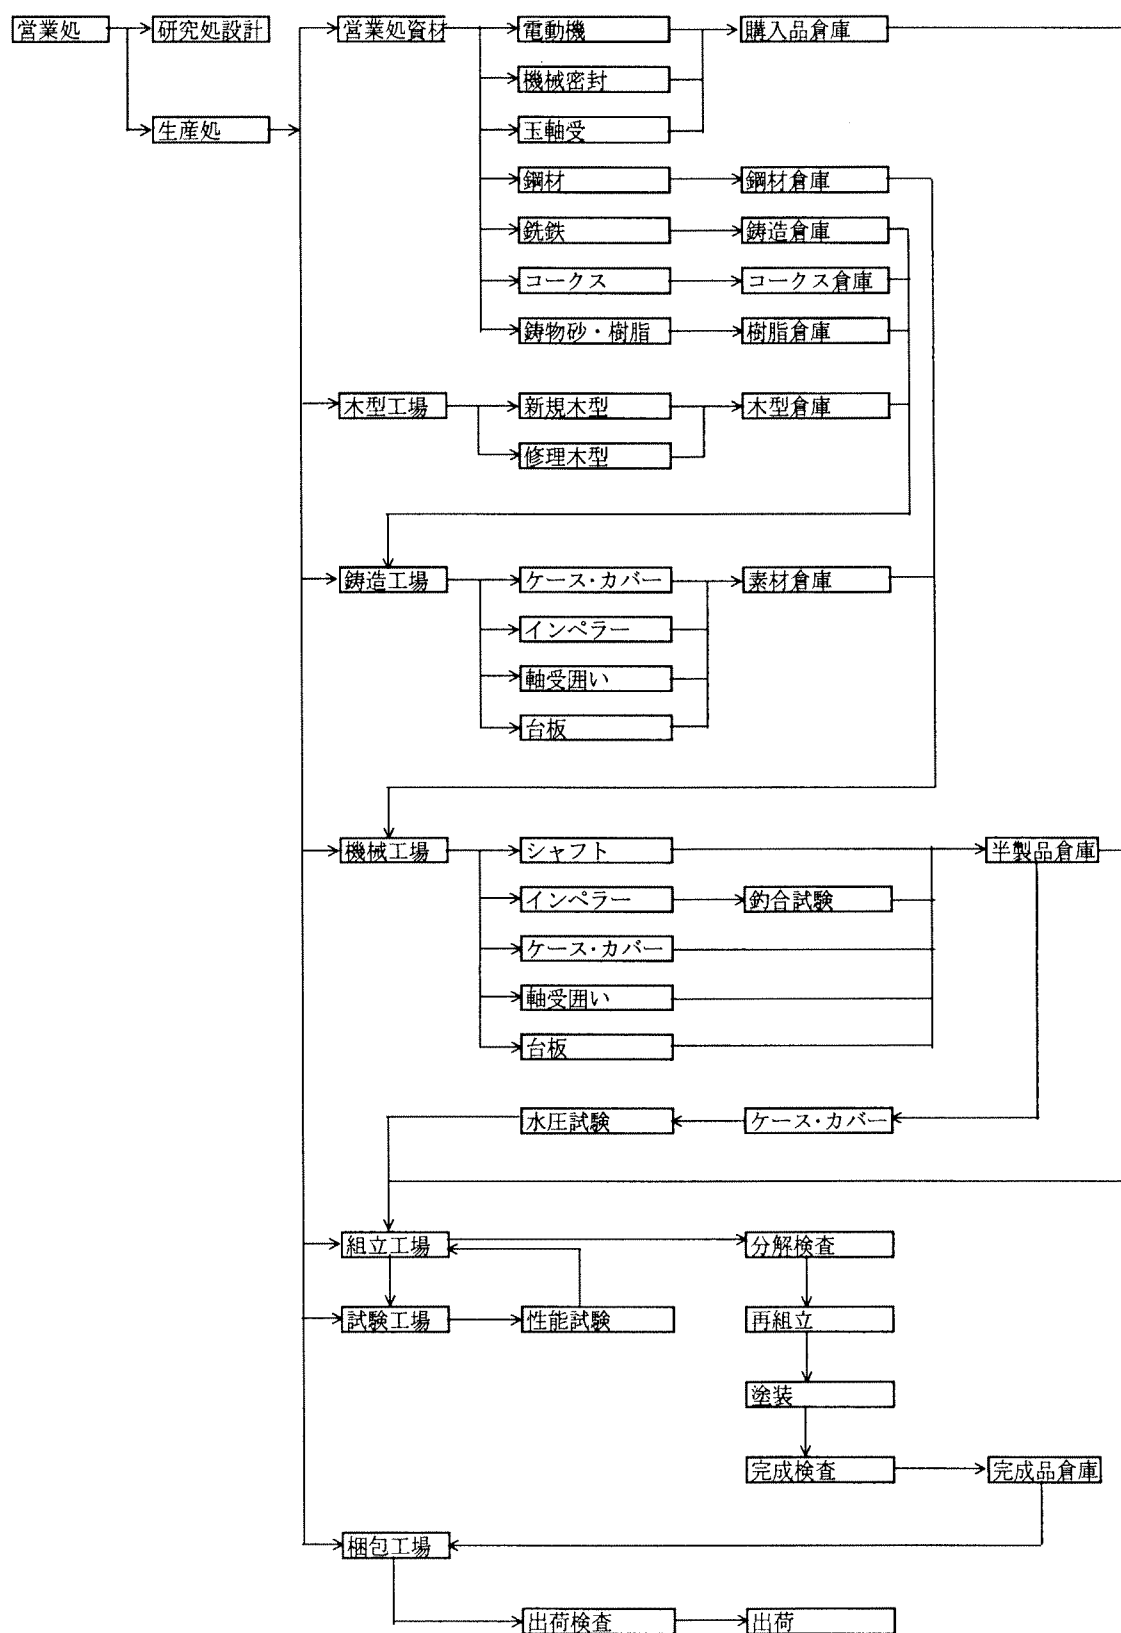 営業処
研究処設計
営業処資材
電動機
購入品倉庫
機械密封
生産処
玉軸受
鋼材
鋼材倉庫
銑鉄
鋳造倉庫
コークス
コークス倉庫
鋳物砂・樹脂
樹脂倉庫
木型工場
新規木型
木型倉庫
修理木型
鋳造工場
ケース・カバー
素材倉庫
インペラー
軸受囲い
台板
機械工場
シャフト
半製品倉庫
インペラー
釣合試験
ケース・カバー
軸受囲い
台板
水圧試験
ケース・カバー
組立工場
分解検査
試験工場
性能試験
再組立
塗装
完成検査
完成品倉庫
梱包工場
出荷検査
出荷